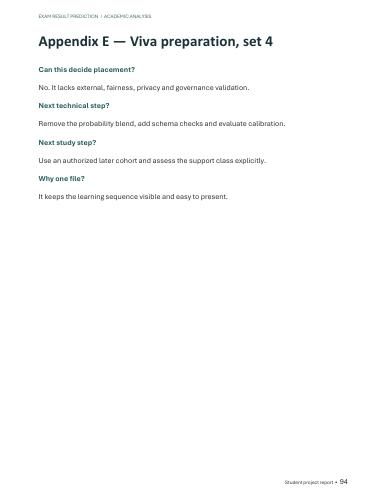 EXAM RESULT PREDICTION | ACADEMIC ANALYSIS
Appendix E — Viva preparation, set 4
Can this decide placement?
No. It lacks external, fairness, privacy and governance validation.
Next technical step?
Remove the probability blend, add schema checks and evaluate calibration.
Next study step?
Use an authorized later cohort and assess the support class explicitly.
Why one file?
It keeps the learning sequence visible and easy to present.
Student project report • 94